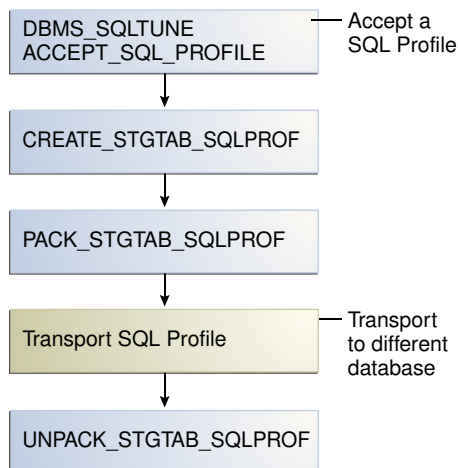 DBMS_SQLTUNE
ACCEPT_SQL_PROFILE
Accept a
SQL Profile
CREATE_STGTAB_SQLPROF
PACK_STGTAB_SQLPROF
Transport SQL Profile
Transport
to different
database
UNPACK_STGTAB_SQLPROF